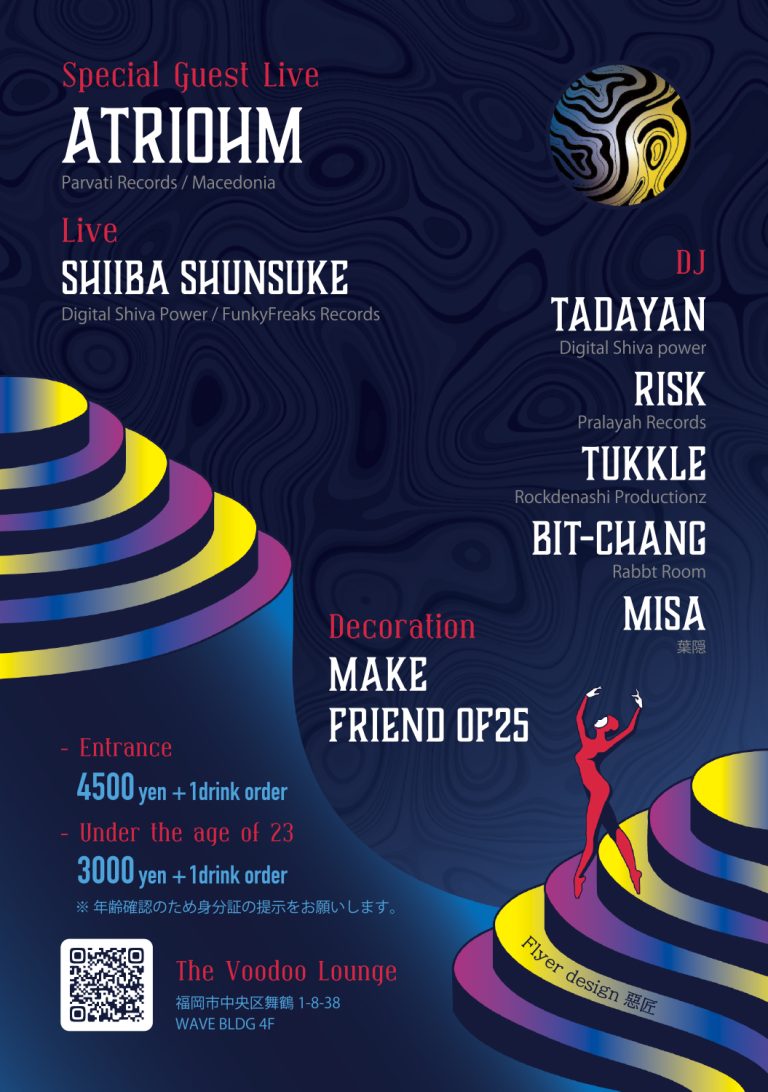 Special Guest Live
ATRIOHM
Parvati Records / Macedonia
Live
SHIIBA SHUNSUKE
Digital Shiva Power / FunkyFreaks Records
DJ
TADAYAN
Digital Shiva power
RISK
Pralayah Records
TUKKLE
Rockdenashi Productionz
BIT-CHANG
Rabbt Room
MISA
葉隠
Decoration
MAKE
FRIEND OF25
- Entrance
4500 yen + 1drink order
- Under the age of 23
3000 yen + 1drink order
※ 年齢確認のため身分証の提示をお願いします。
The Voodoo Lounge
福岡市中央区舞鶴 1-8-38
WAVE BLDG 4F
Flyer design 惡匠